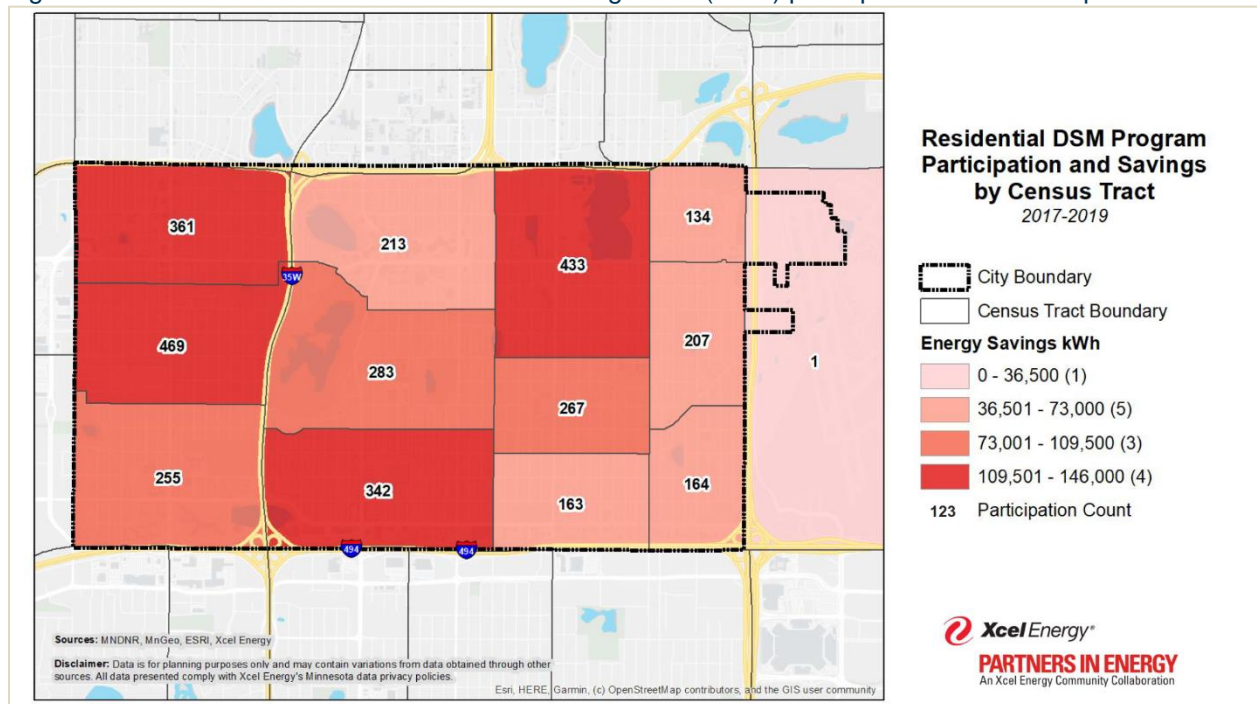 Residential DSM Program
Participation and Savings
by Census Tract
2017-2019
City Boundary
Census Tract Boundary
Energy Savings kWh
0 - 36,500 (1)
36,501 - 73,000 (5)
73,001 - 109,500 (3)
109,501 - 146,000 (4)
123 Participation Count
361
213
433
134
35W
469
283
207
1
267
255
342
163
164
494
494
Sources: MNDNR, MnGeo, ESRI, Xcel Energy
Disclaimer: Data is for planning purposes only and may contain variations from data obtained through other
sources. All data presented comply with Xcel Energy's Minnesota data privacy policies.
Esri, HERE, Garmin, (c) OpenStreetMap contributors, and the GIS user community
Xcel Energy®
PARTNERS IN ENERGY
An Xcel Energy Community Collaboration